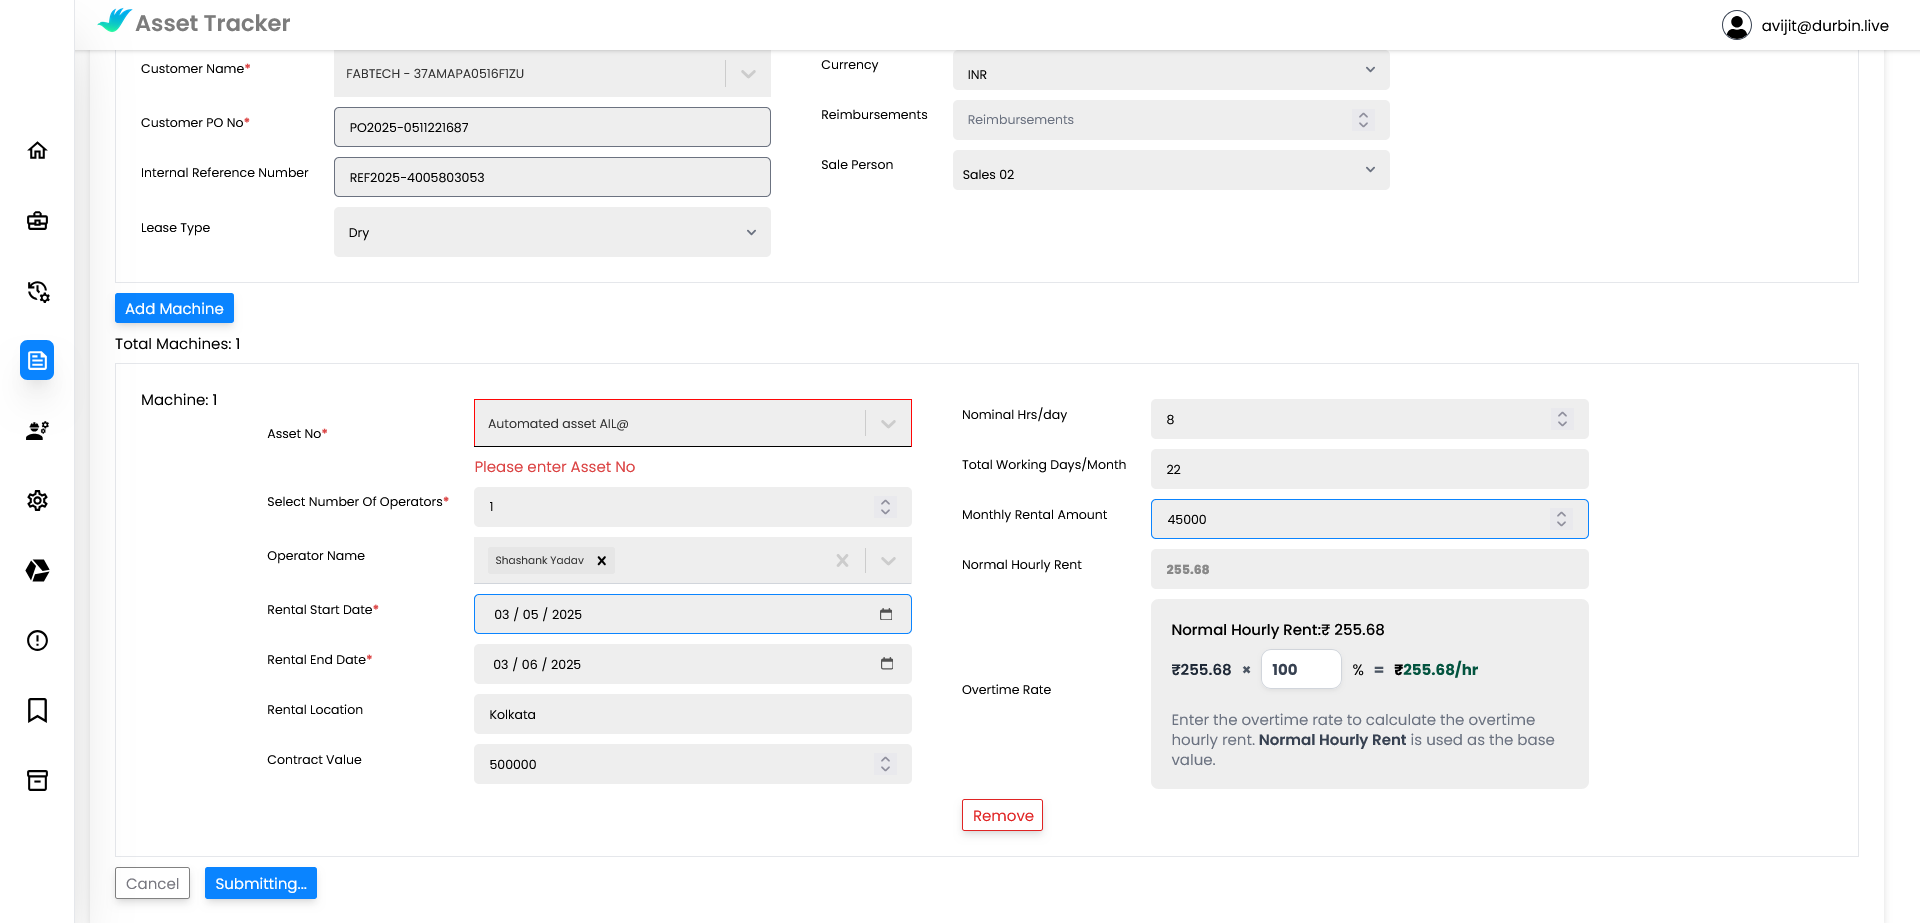 Asset Tracker
avijit@durbin.live
Customer Name*
FABTECH - 37AMAPA0516F1ZU
Currency
INR
Customer PO No*
PO2025-0511221687
Reimbursements
Reimbursements
Internal Reference Number
REF2025-4005803053
Sale Person
Sales 02
Lease Type
Dry
Add Machine
Total Machines: 1
Machine: 1
Asset No*
Automated asset AIL@
Please enter Asset No
Select Number Of Operators*
1
Operator Name
Shashank Yadav
Rental Start Date*
03 / 05 / 2025
Rental End Date*
03 / 06 / 2025
Rental Location
Kolkata
Contract Value
500000
Nominal Hrs/day
8
Total Working Days/Month
22
Monthly Rental Amount
45000
Normal Hourly Rent
255.68
Overtime Rate
Normal Hourly Rent:₹ 255.68
₹255.68 × 100 % = ₹255.68/hr
Enter the overtime rate to calculate the overtime
hourly rent. Normal Hourly Rent is used as the base
value.
Remove
Cancel
Submitting...